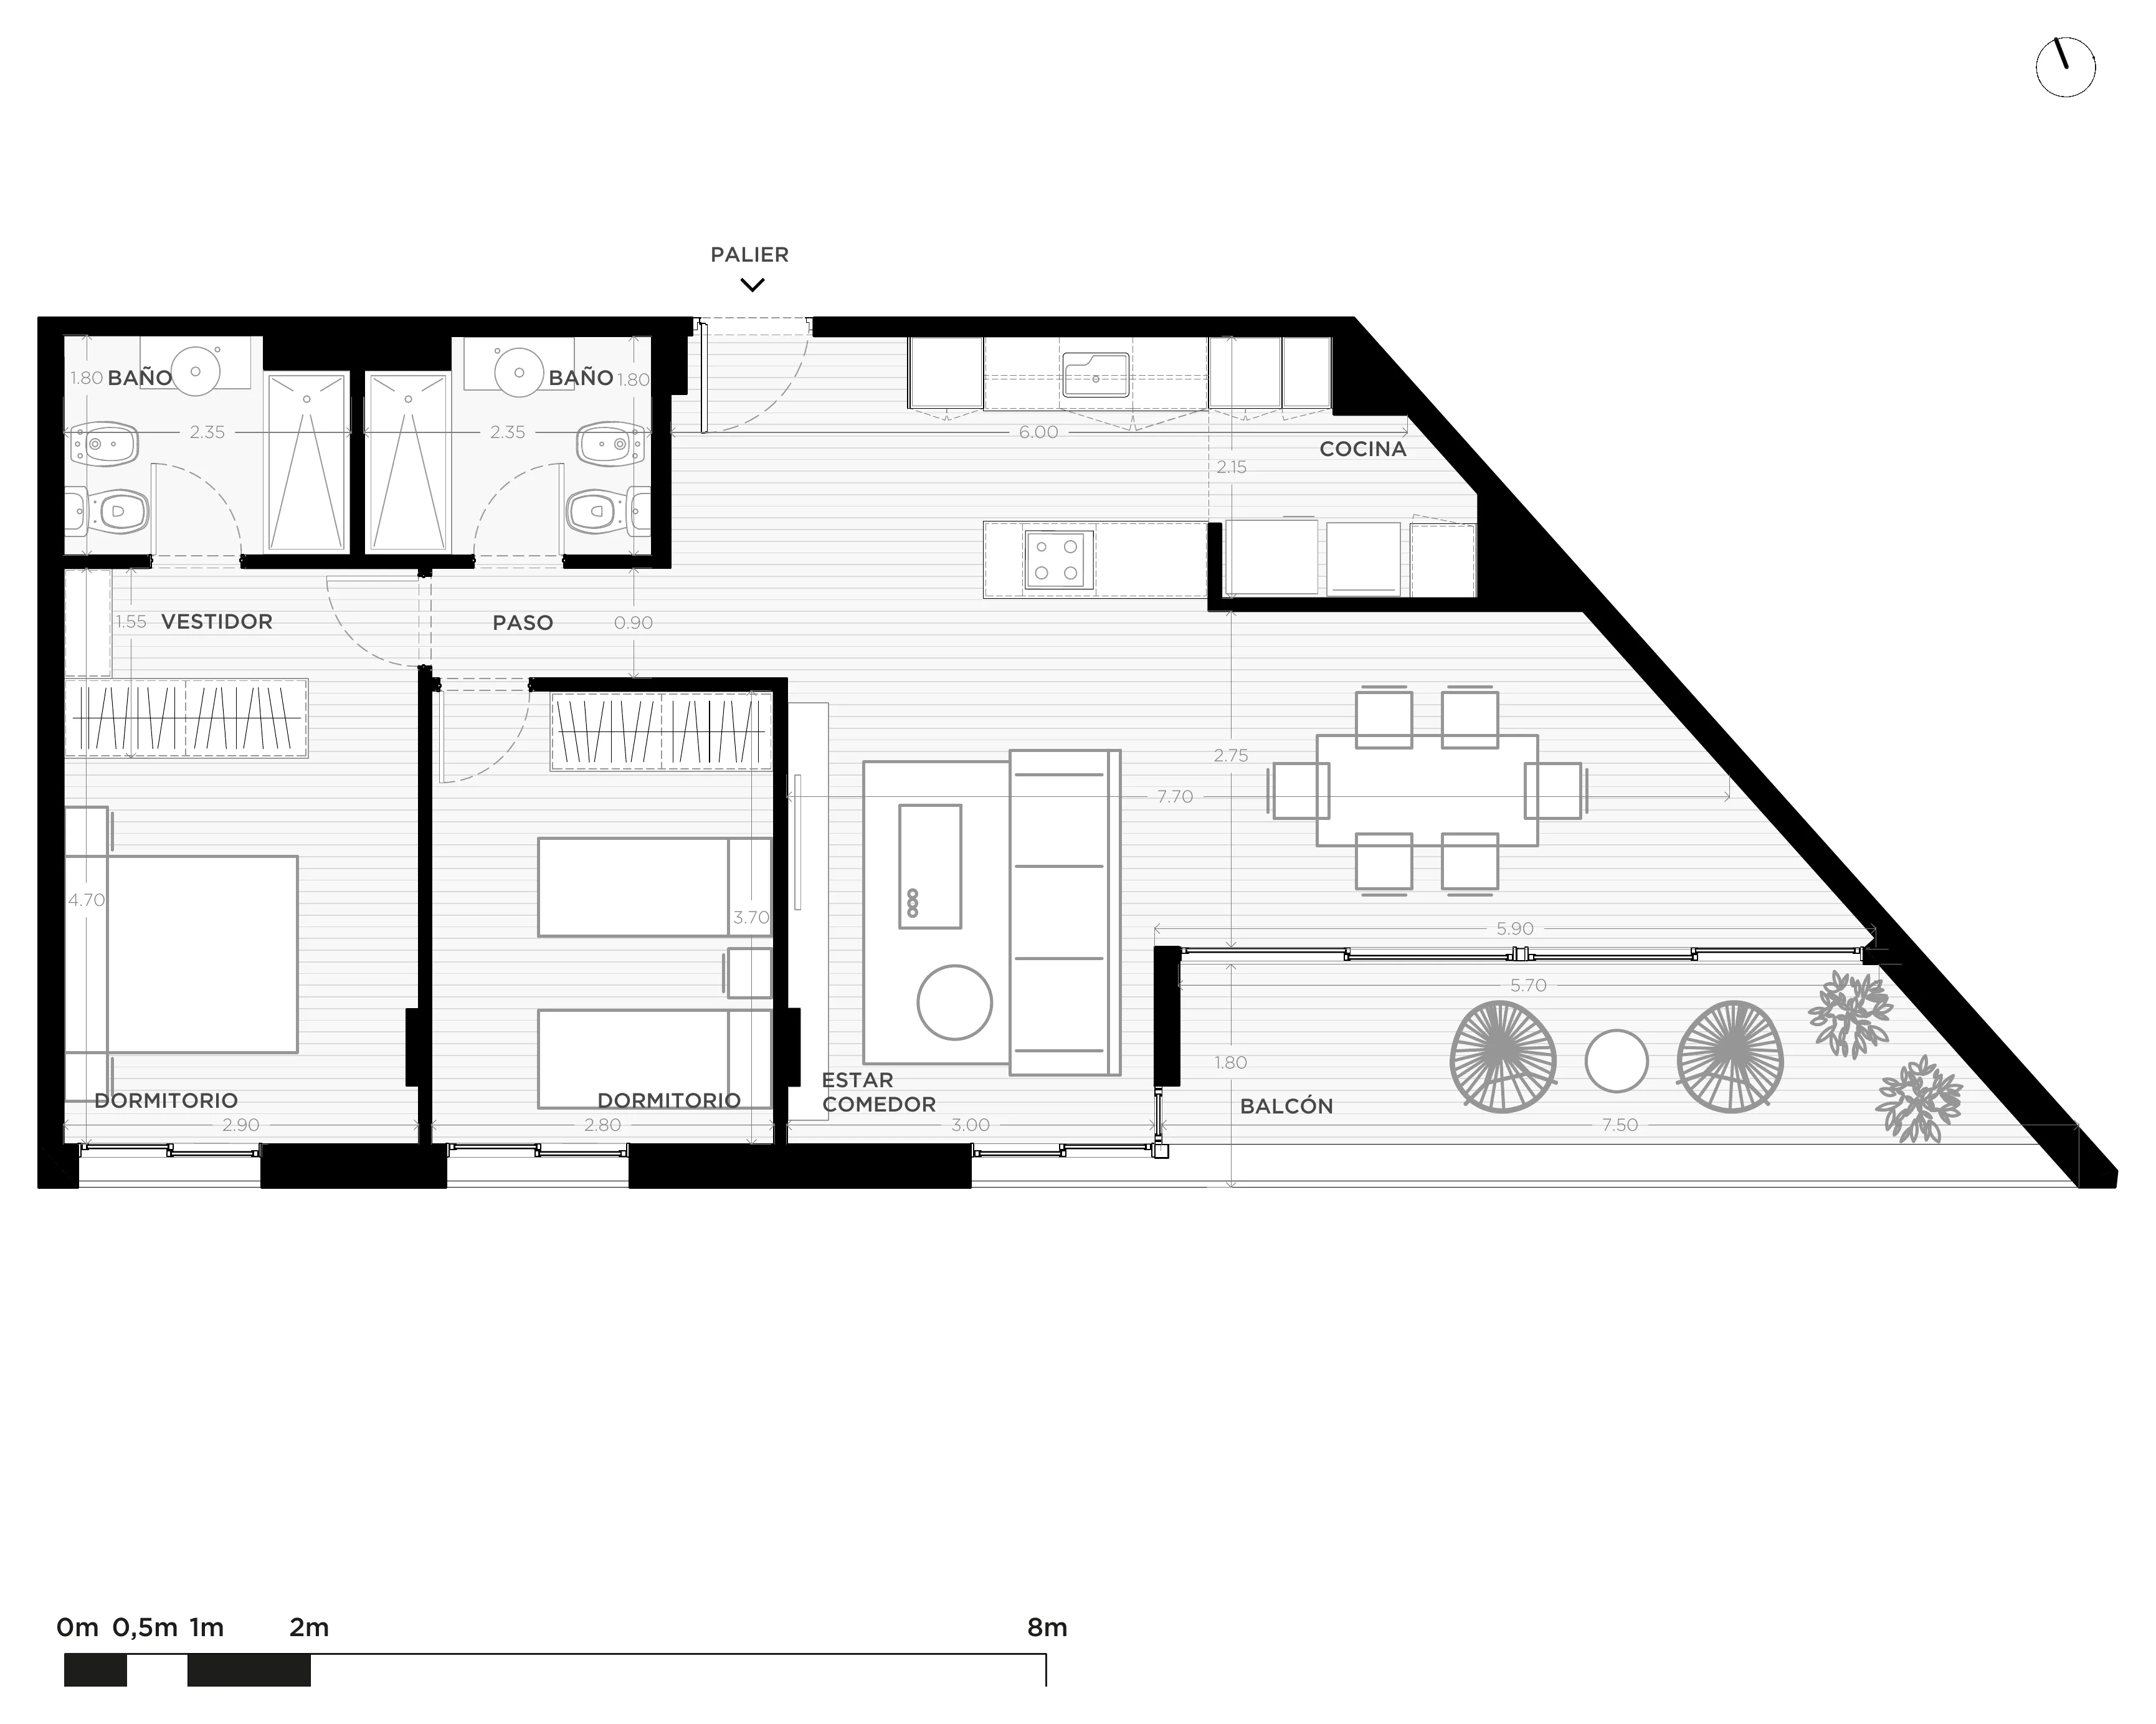 PALIER
1.80 BAÑO
BAÑO 1.80
2.35
2.35
6.00
COCINA
2.15
1.55 VESTIDOR
PASO
0.90
2.75
7.70
4.70
3.70
5.90
5.70
1.80
ESTAR
COMEDOR
DORMITORIO
DORMITORIO
BALCÓN
2.90
2.80
3.00
7.50
0m 0,5m 1m 2m 8m